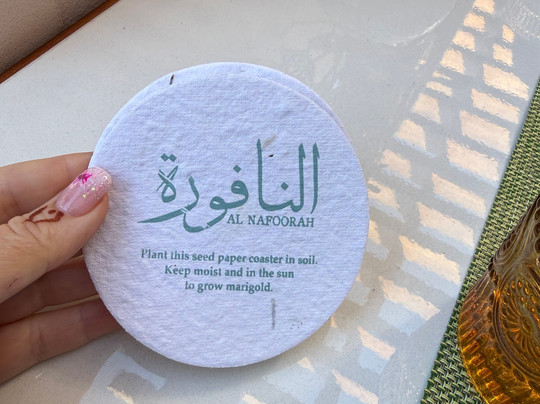 النافورة
AL NAFOORAH
Plant this seed paper coaster in soil.
Keep moist and in the sun
to grow marigold.